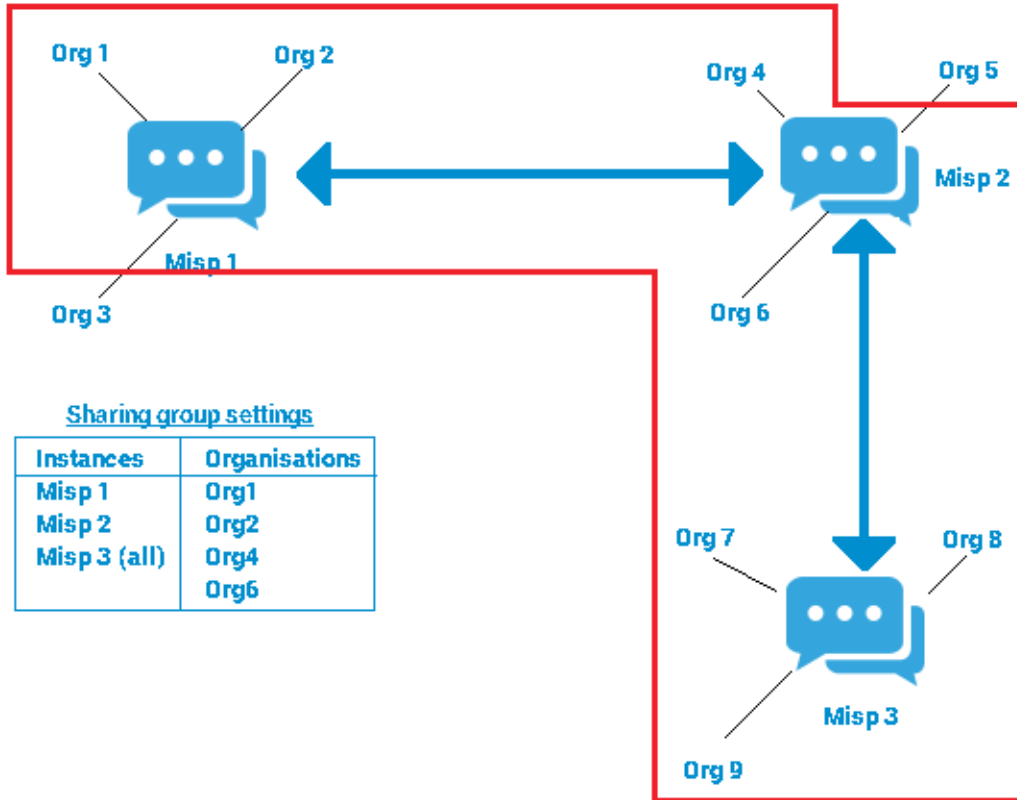 Org 1
Org 2
Org 4
Org 5
Misp 2
Misp 1
Org 3
Org 6
Sharing group settings
Instances Organisations
Misp 1 Org1
Misp 2 Org2
Misp 3 (all) Org4
Org6
Org 7
Org 8
Misp 3
Org 9